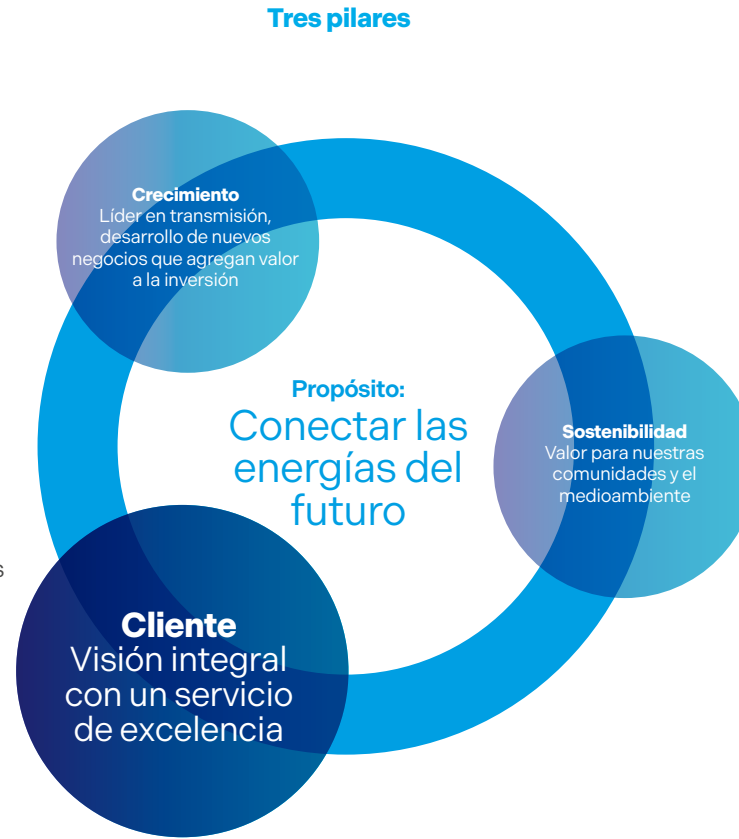 Tres pilares
Crecimiento
Líder en transmisión,
desarrollo de nuevos
negocios que agregan valor
a la inversión
Propósito:
Conectar las
energías del
futuro
Sostenibilidad
Valor para nuestras
comunidades y el
medioambiente
s
Cliente
Visión integral
con un servicio
de excelencia